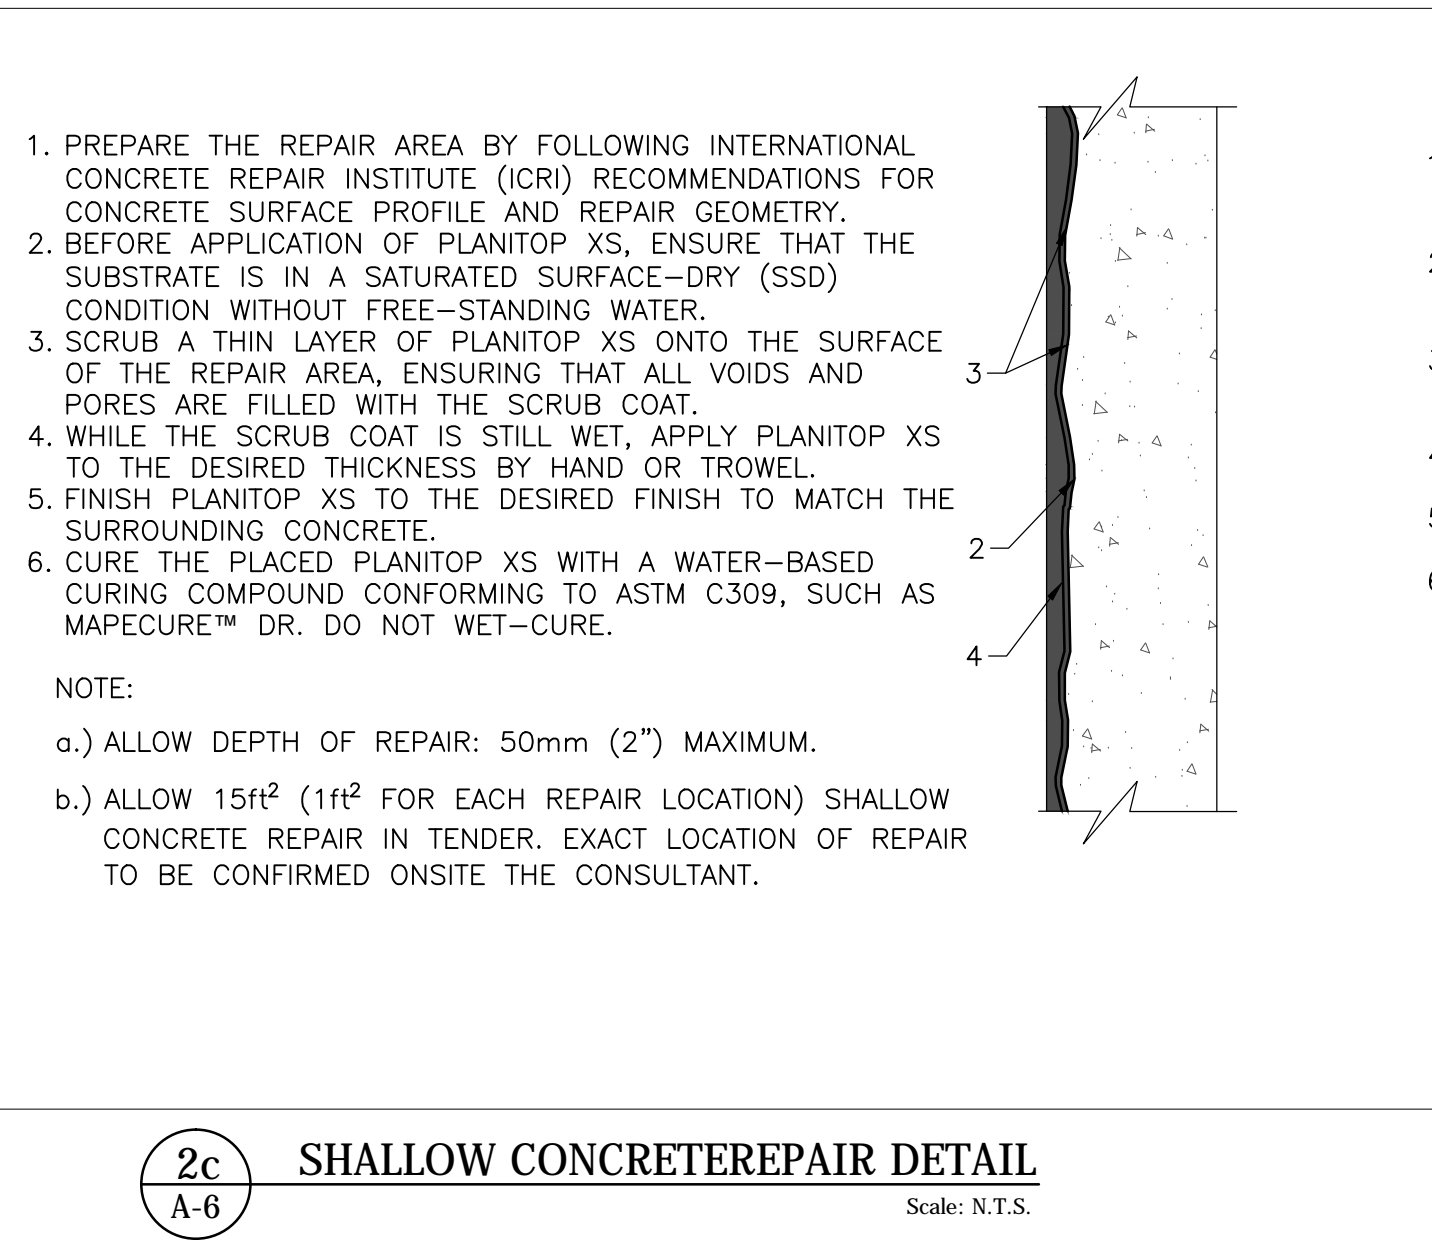 1. PREPARE THE REPAIR AREA BY FOLLOWING INTERNATIONAL
CONCRETE REPAIR INSTITUTE (ICRI) RECOMMENDATIONS FOR
CONCRETE SURFACE PROFILE AND REPAIR GEOMETRY.
2. BEFORE APPLICATION OF PLANITOP XS, ENSURE THAT THE
SUBSTRATE IS IN A SATURATED SURFACE-DRY (SSD)
CONDITION WITHOUT FREE-STANDING WATER.
3. SCRUB A THIN LAYER OF PLANITOP XS ONTO THE SURFACE
OF THE REPAIR AREA, ENSURING THAT ALL VOIDS AND
PORES ARE FILLED WITH THE SCRUB COAT.
4. WHILE THE SCRUB COAT IS STILL WET, APPLY PLANITOP XS
TO THE DESIRED THICKNESS BY HAND OR TROWEL.
5. FINISH PLANITOP XS TO THE DESIRED FINISH TO MATCH THE
SURROUNDING CONCRETE.
6. CURE THE PLACED PLANITOP XS WITH A WATER-BASED
CURING COMPOUND CONFORMING TO ASTM C309, SUCH AS
MAPECURE™ DR. DO NOT WET-CURE.
NOTE:
a.) ALLOW DEPTH OF REPAIR: 50mm (2") MAXIMUM.
b.) ALLOW 15ft² (1ft² FOR EACH REPAIR LOCATION) SHALLOW
CONCRETE REPAIR IN TENDER. EXACT LOCATION OF REPAIR
TO BE CONFIRMED ONSITE THE CONSULTANT.
3
2
4
2c
A-6
SHALLOW CONCRETEREPAIR DETAIL
Scale: N.T.S.